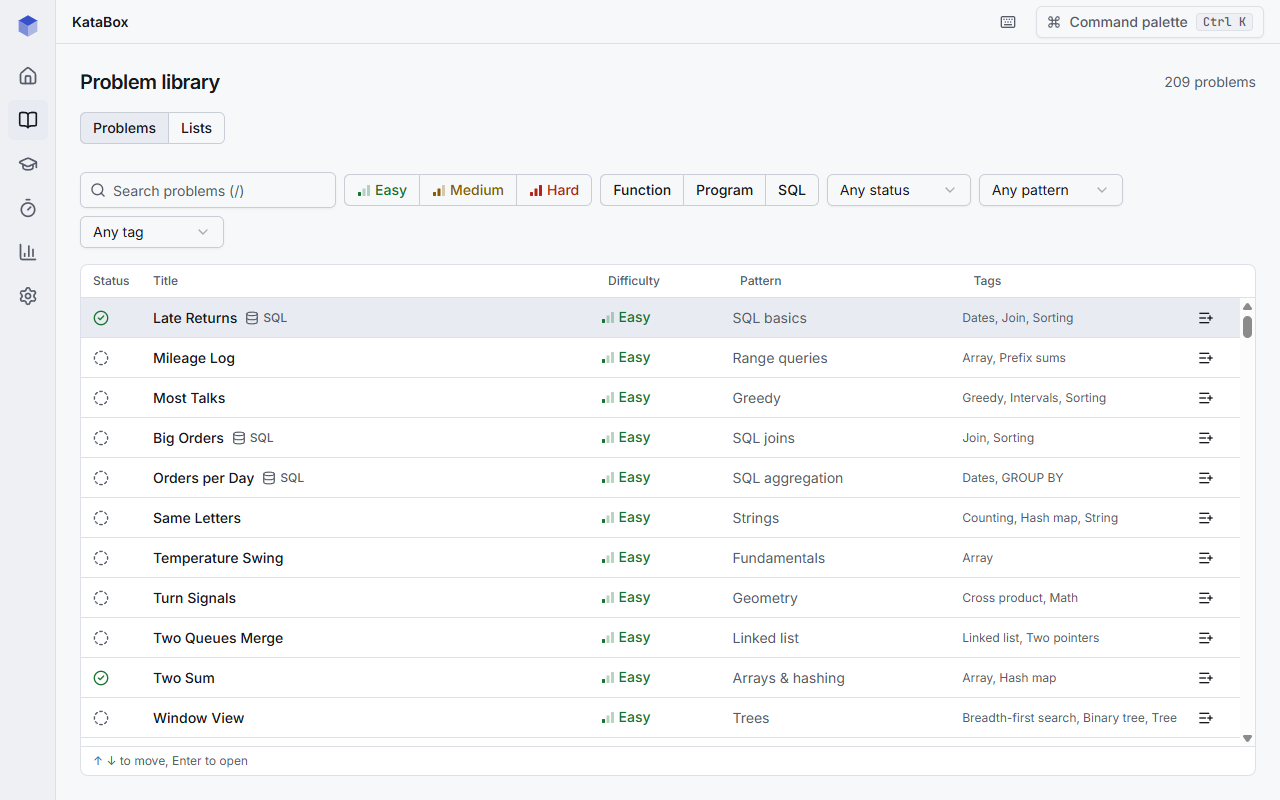 KataBox
Command palette Ctrl K
Problem library
209 problems
Problems Lists
Search problems (/) Easy Medium Hard Function Program SQL Any status Any pattern
Any tag
Status Title Difficulty Pattern Tags
Late Returns SQL Easy SQL basics Dates, Join, Sorting
Mileage Log Easy Range queries Array, Prefix sums
Most Talks Easy Greedy Greedy, Intervals, Sorting
Big Orders SQL Easy SQL joins Join, Sorting
Orders per Day SQL Easy SQL aggregation Dates, GROUP BY
Same Letters Easy Strings Counting, Hash map, String
Temperature Swing Easy Fundamentals Array
Turn Signals Easy Geometry Cross product, Math
Two Queues Merge Easy Linked list Linked list, Two pointers
Two Sum Easy Arrays & hashing Array, Hash map
Window View Easy Trees Breadth-first search, Binary tree, Tree
↑ ↓ to move, Enter to open